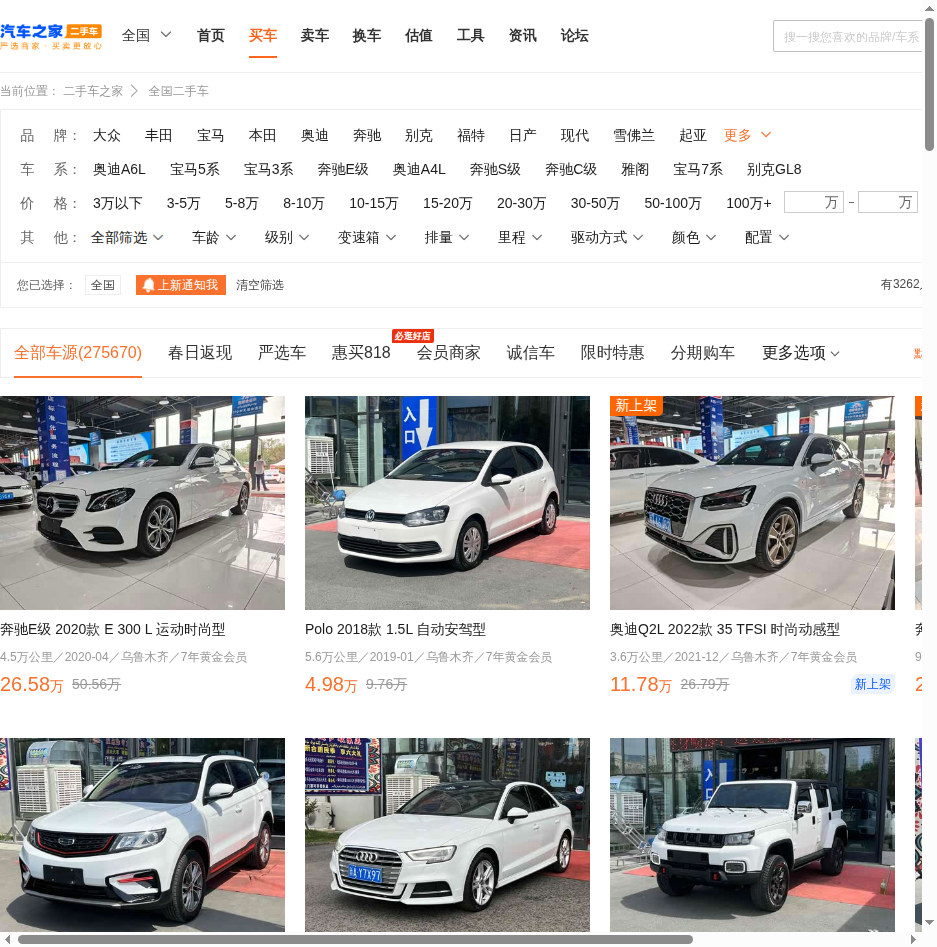 汽车之家 二手车
严选商家·买卖更放心
全国 首页 买车 卖车 换车 估值 工具 资讯 论坛 搜一搜您喜欢的品牌/车系
当前位置： 二手车之家 全国二手车
品 牌： 大众 丰田 宝马 本田 奥迪 奔驰 别克 福特 日产 现代 雪佛兰 起亚 更多
车 系： 奥迪A6L 宝马5系 宝马3系 奔驰E级 奥迪A4L 奔驰S级 奔驰C级 雅阁 宝马7系 别克GL8
价 格： 3万以下 3-5万 5-8万 8-10万 10-15万 15-20万 20-30万 30-50万 50-100万 100万+ 万 - 万
其 他： 全部筛选 车龄 级别 变速箱 排量 里程 驱动方式 颜色 配置
您已选择： 全国 上新通知我 清空筛选 有3262
必逛好店
全部车源(275670) 春日返现 严选车 惠买818 会员商家 诚信车 限时特惠 分期购车 更多选项
入口
新上架
奔驰E级 2020款 E 300 L 运动时尚型 Polo 2018款 1.5L 自动安驾型 奥迪Q2L 2022款 35 TFSI 时尚动感型
4.5万公里／2020-04／乌鲁木齐／7年黄金会员 5.6万公里／2019-01／乌鲁木齐／7年黄金会员 3.6万公里／2021-12／乌鲁木齐／7年黄金会员
26.58万 50.56万 4.98万 9.76万 11.78万 26.79万 新上架